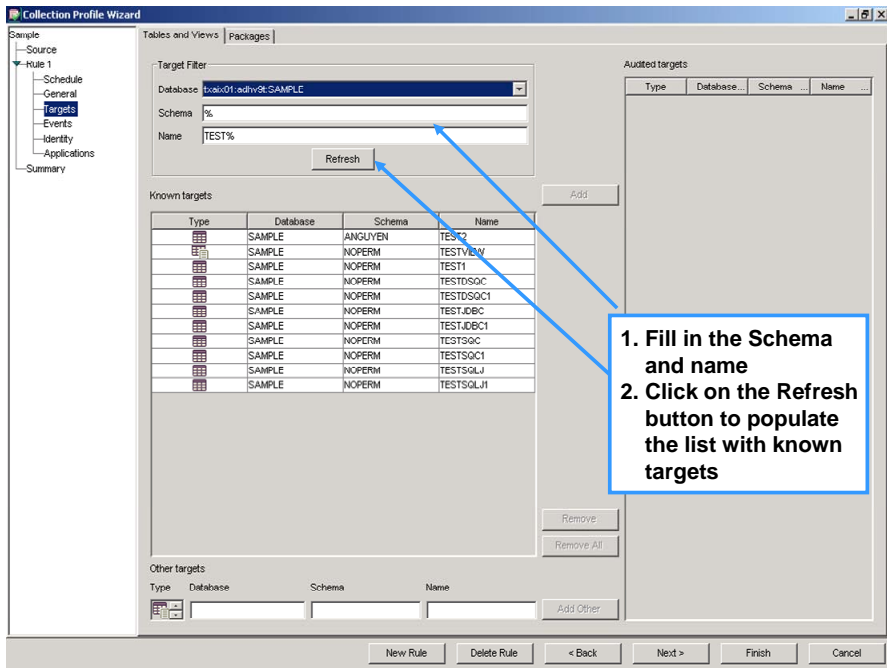 Collection Profile Wizard
Sample
Source
Rule 1
Schedule
General
Targets
Events
Identity
Applications
Summary
Tables and Views
Packages
Target Filter
Database txaix01:adhv9t:SAMPLE
Schema %
Name TEST%
Refresh
Known targets
Type Database Schema Name
SAMPLE ANGUYEN TEST2
SAMPLE NOPERM TESTVIEW
SAMPLE NOPERM TEST1
SAMPLE NOPERM TESTDSQC
SAMPLE NOPERM TESTDSQC1
SAMPLE NOPERM TESTJDBC
SAMPLE NOPERM TESTJDBC1
SAMPLE NOPERM TESTSQC
SAMPLE NOPERM TESTSQC1
SAMPLE NOPERM TESTSQLJ
SAMPLE NOPERM TESTSQLJ1
Add
Remove
Remove All
Audited targets
Type Database... Schema ... Name ...
1. Fill in the Schema
and name
2. Click on the Refresh
button to populate
the list with known
targets
Other targets
Type Database Schema Name
Add Other
New Rule Delete Rule < Back Next > Finish Cancel